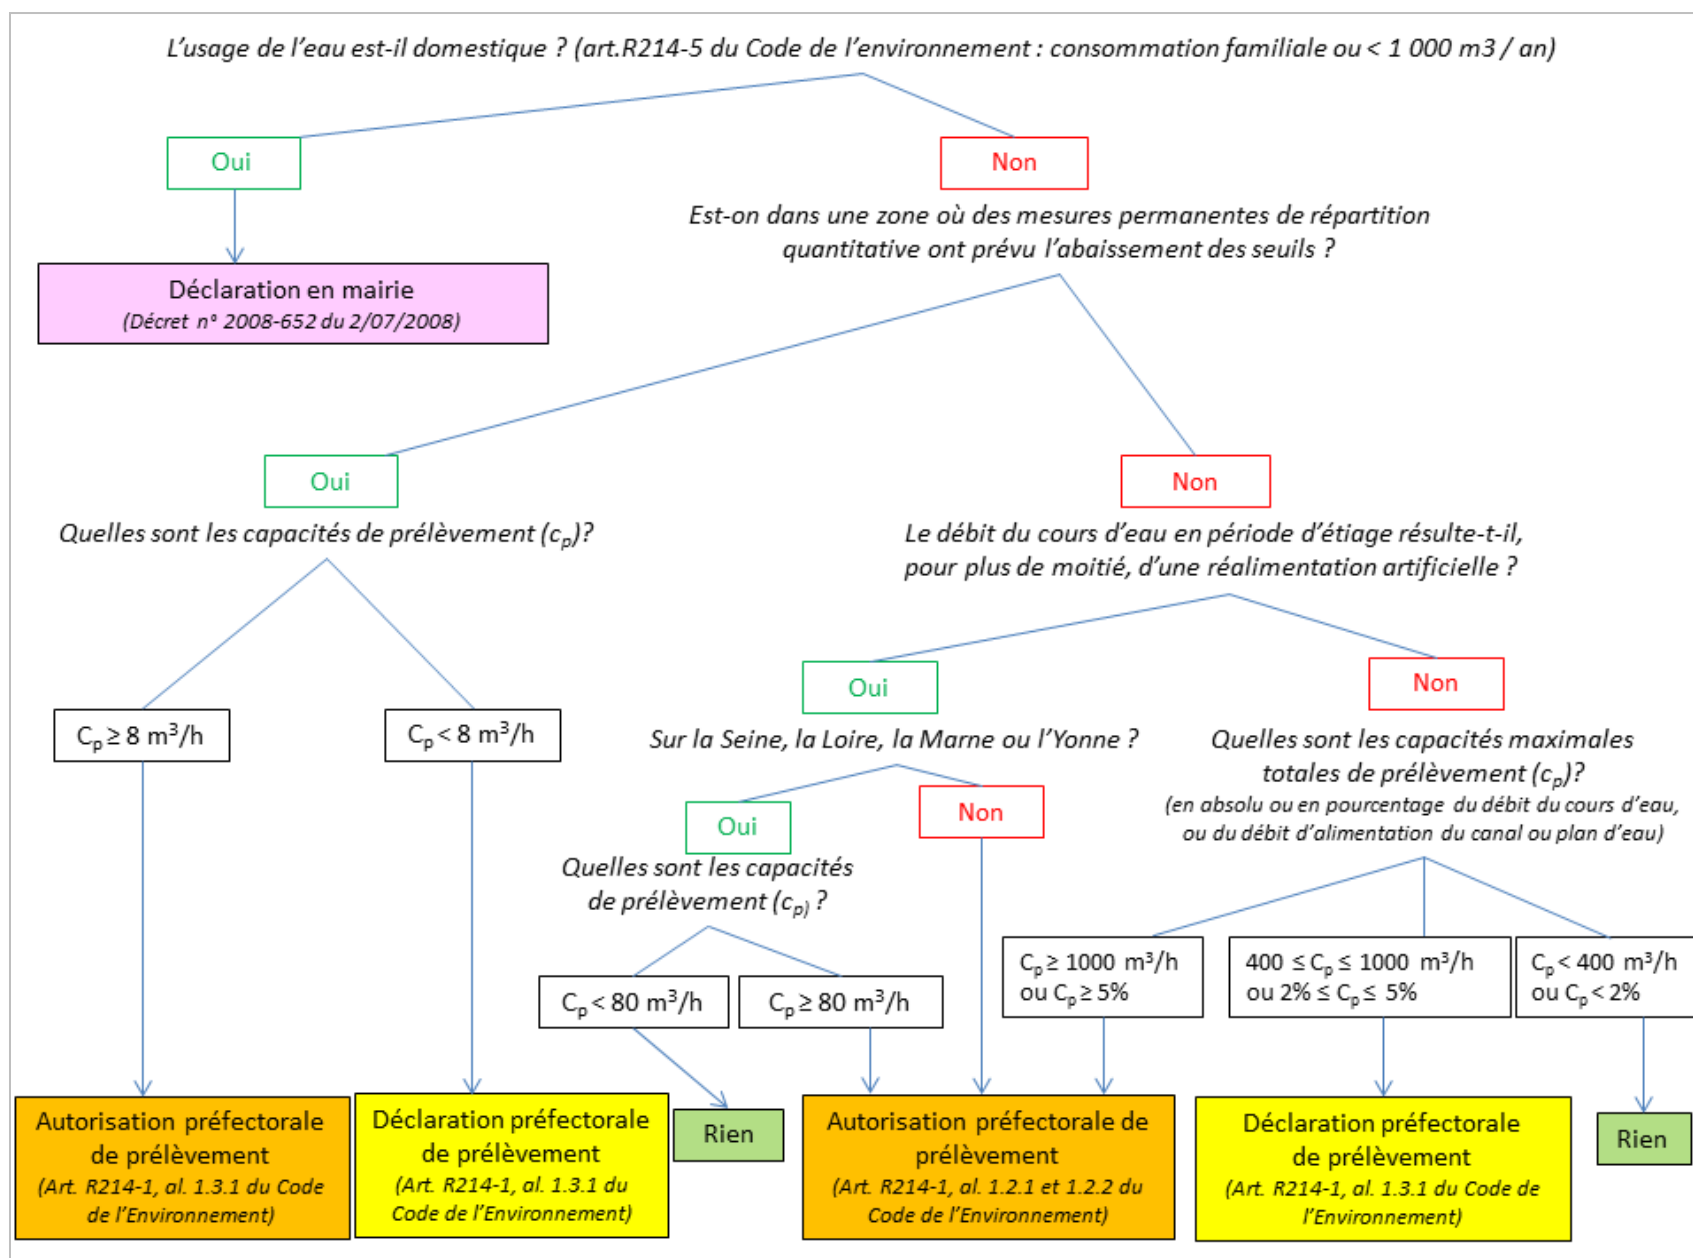 L'usage de l'eau est-il domestique ? (art.R214-5 du Code de l'environnement : consommation familiale ou < 1 000 m3 / an)
Oui
Non
Déclaration en mairie
(Décret n° 2008-652 du 2/07/2008)
Est-on dans une zone où des mesures permanentes de répartition
quantitative ont prévu l'abaissement des seuils ?
Oui
Non
Quelles sont les capacités de prélèvement (cp)?
Le débit du cours d'eau en période d'étiage résulte-t-il,
pour plus de moitié, d'une réalimentation artificielle ?
Oui
Non
Cp ≥ 8 m³/h
Cp < 8 m³/h
Sur la Seine, la Loire, la Marne ou l'Yonne ?
Quelles sont les capacités maximales
totales de prélèvement (cp)?
(en absolu ou en pourcentage du débit du cours d'eau,
ou du débit d'alimentation du canal ou plan d'eau)
Oui
Non
Quelles sont les capacités
de prélèvement (cp) ?
Cp < 80 m³/h
Cp ≥ 80 m³/h
Cp ≥ 1000 m³/h
ou Cp ≥ 5%
400 ≤ Cp ≤ 1000 m³/h
ou 2% ≤ Cp ≤ 5%
Cp < 400 m³/h
ou Cp < 2%
Autorisation préfectorale
de prélèvement
(Art. R214-1, al. 1.3.1 du Code
de l'Environnement)
Déclaration préfectorale
de prélèvement
(Art. R214-1, al. 1.3.1 du
Code de l'Environnement)
Rien
Autorisation préfectorale de
prélèvement
(Art. R214-1, al. 1.2.1 et 1.2.2 du
Code de l'Environnement)
Déclaration préfectorale
de prélèvement
(Art. R214-1, al. 1.3.1 du Code de
l'Environnement)
Rien